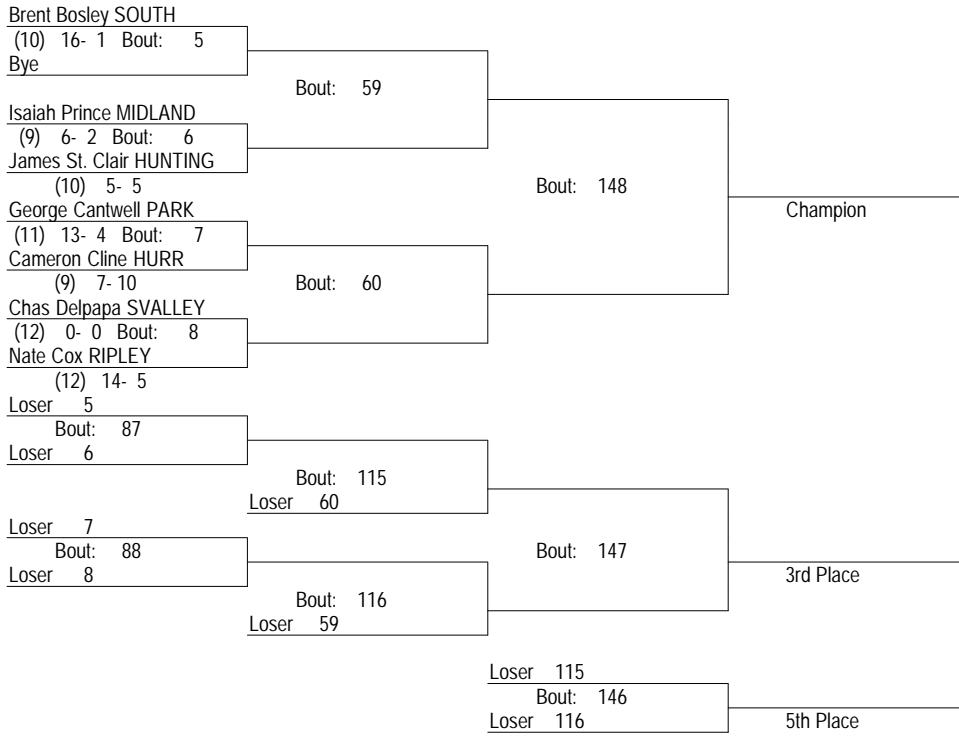 Brent Bosley SOUTH
(10) 16- 1 Bout: 5
Bye
Bout: 59
Isaiah Prince MIDLAND
(9) 6- 2 Bout: 6
James St. Clair HUNTING
(10) 5- 5
Bout: 148
George Cantwell PARK
Champion
(11) 13- 4 Bout: 7
Cameron Cline HURR
(9) 7- 10
Bout: 60
Chas Delpapa SVALLEY
(12) 0- 0 Bout: 8
Nate Cox RIPLEY
(12) 14- 5
Loser 5
Bout: 87
Loser 6
Bout: 115
Loser 60
Loser 7
Bout: 88
Bout: 147
Loser 8
3rd Place
Bout: 116
Loser 59
Loser 115
Bout: 146
Loser 116
5th Place